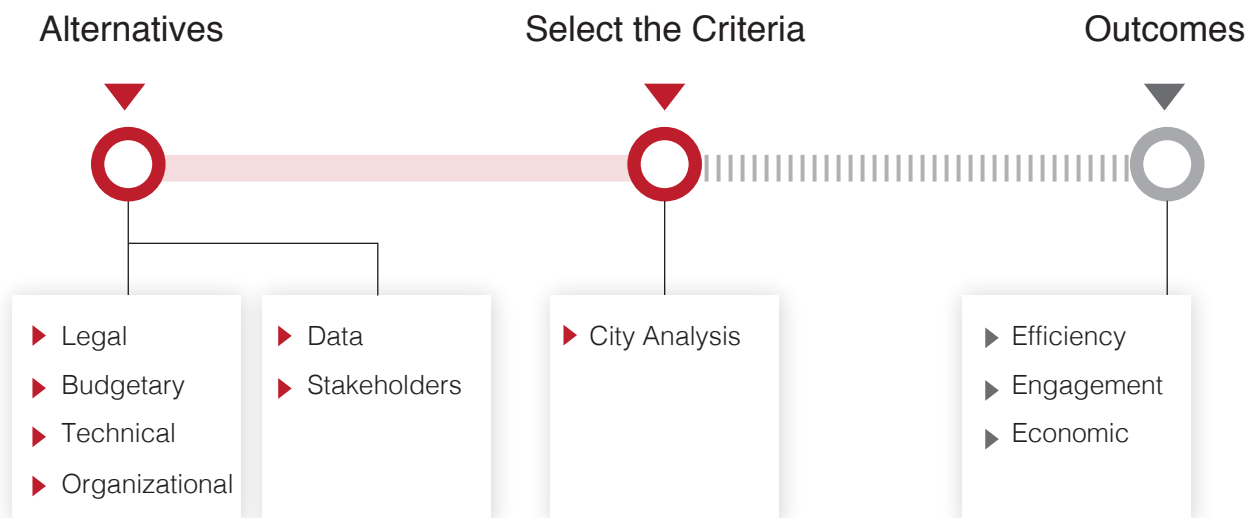 Alternatives
Select the Criteria
Outcomes
Legal
Budgetary
Technical
Organizational
Data
Stakeholders
City Analysis
Efficiency
Engagement
Economic